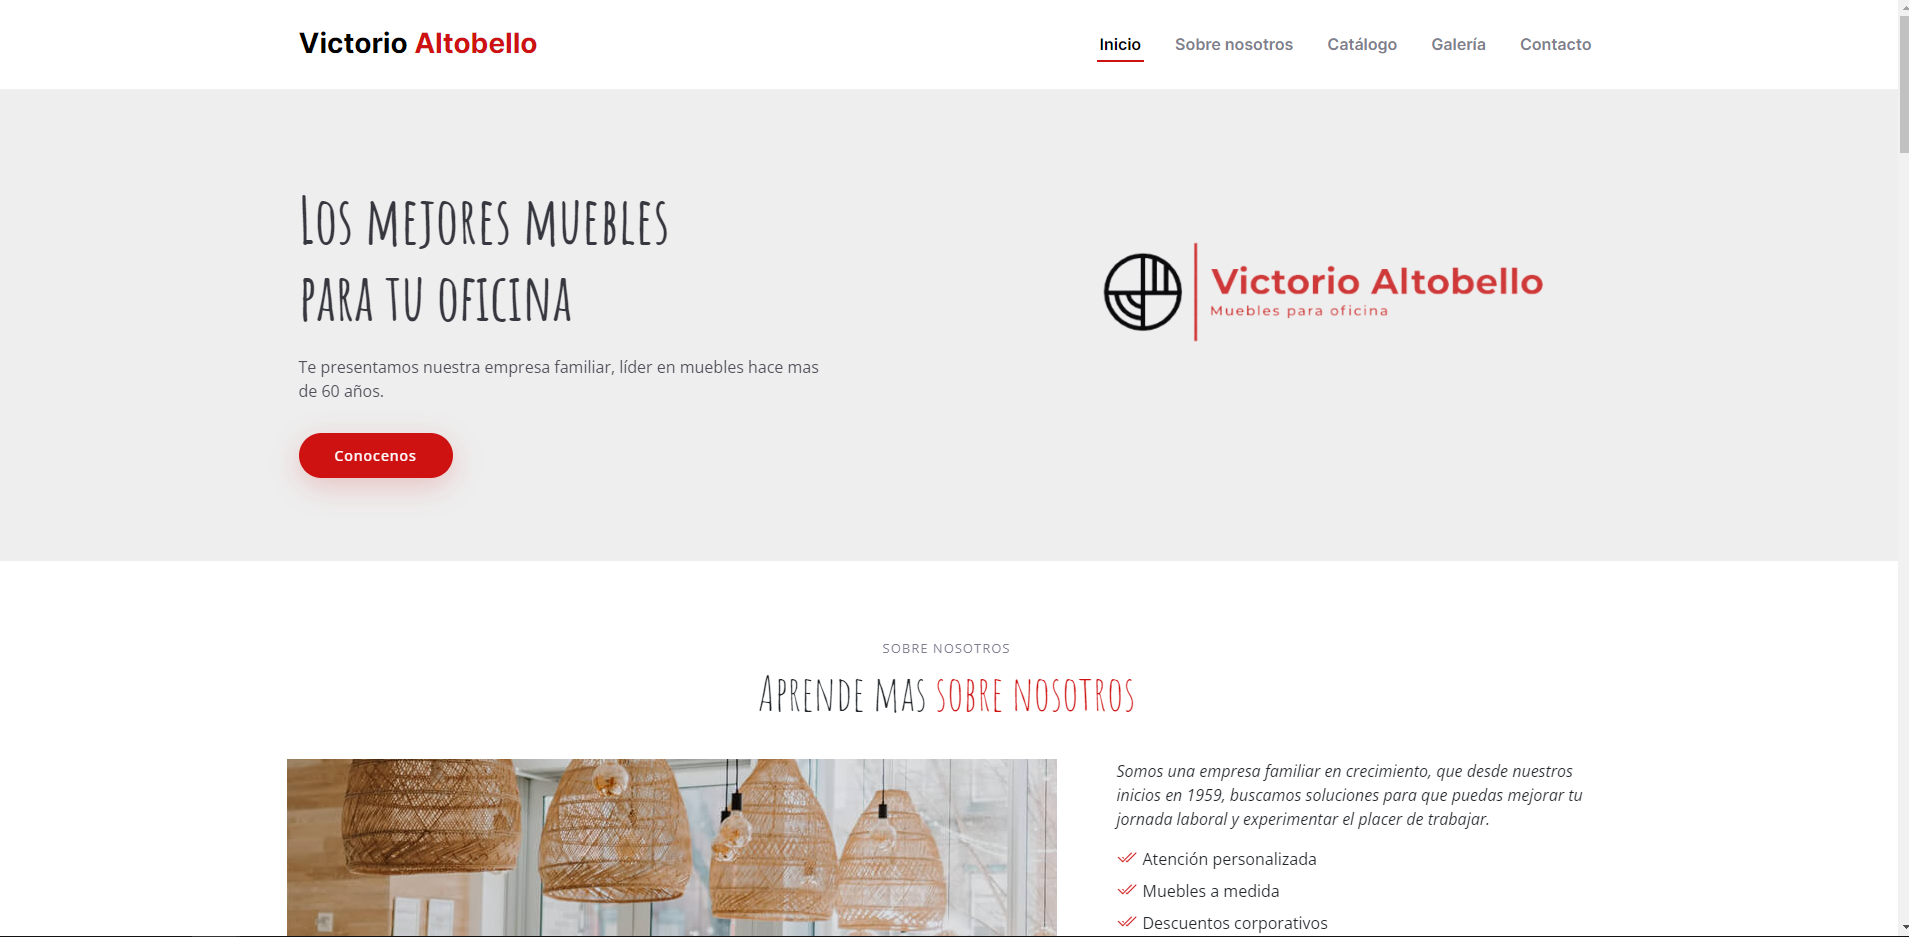 Victorio Altobello
Inicio Sobre nosotros Catálogo Galería Contacto
Los mejores muebles
para tu oficina
Te presentamos nuestra empresa familiar, líder en muebles hace mas
de 60 años.
Conocenos
Victorio Altobello
Muebles para oficina
SOBRE NOSOTROS
Aprende mas sobre nosotros
Somos una empresa familiar en crecimiento, que desde nuestros
inicios en 1959, buscamos soluciones para que puedas mejorar tu
jornada laboral y experimentar el placer de trabajar.
Atención personalizada
Muebles a medida
Descuentos corporativos